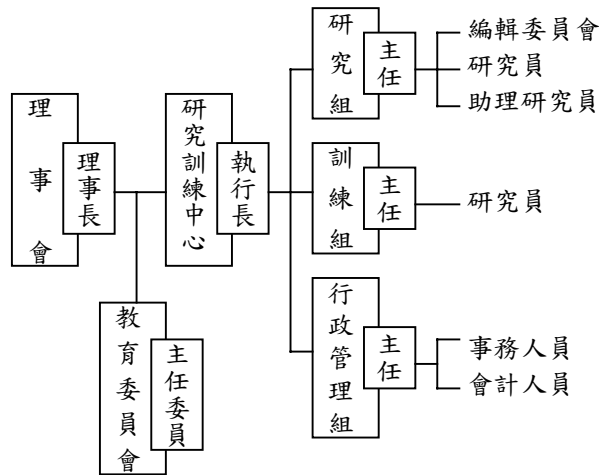 理事會
理事長
研究訓練中心
執行長
教育委員會
主任委員
研究組
主任
編輯委員會
研究員
助理研究員
訓練組
主任
研究員
行政管理組
主任
事務人員
會計人員